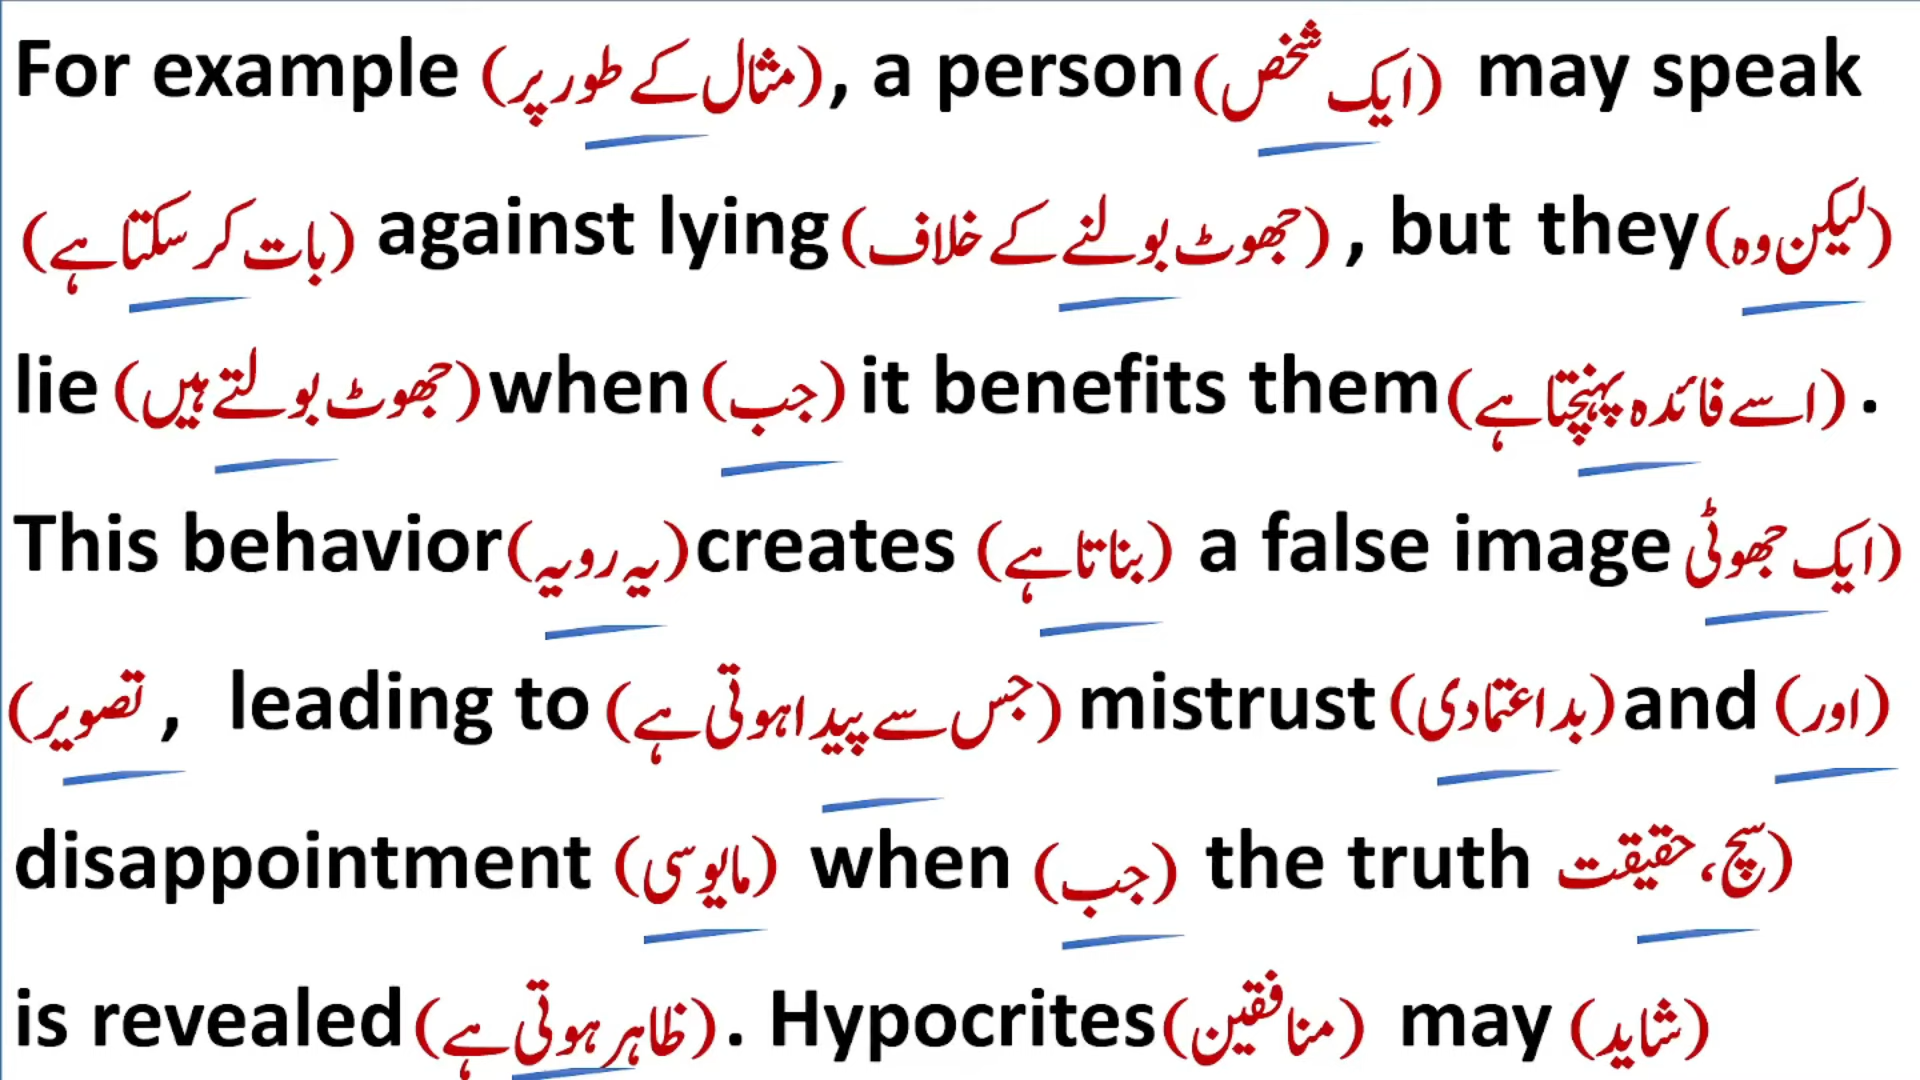 For example (مثال کے طور پر), a person (ایک شخص) may speak
(بات کر سکتا ہے) against lying (جھوٹ بولنے کے خلاف), but they (لیکن وہ)
lie (جھوٹ بولتے ہیں) when (جب) it benefits them (اسے فائدہ پہنچتا ہے).
This behavior (یہ رویہ) creates (بناتا ہے) a false image (ایک جھوٹی
تصویر), leading to (جس سے پیدا ہوتی ہے) mistrust (بد اعتمادی) and (اور)
disappointment (مایوسی) when (جب) the truth (سچ، حقیقت
is revealed (ظاہر ہوتی ہے). Hypocrites (منافقین) may (شاید)